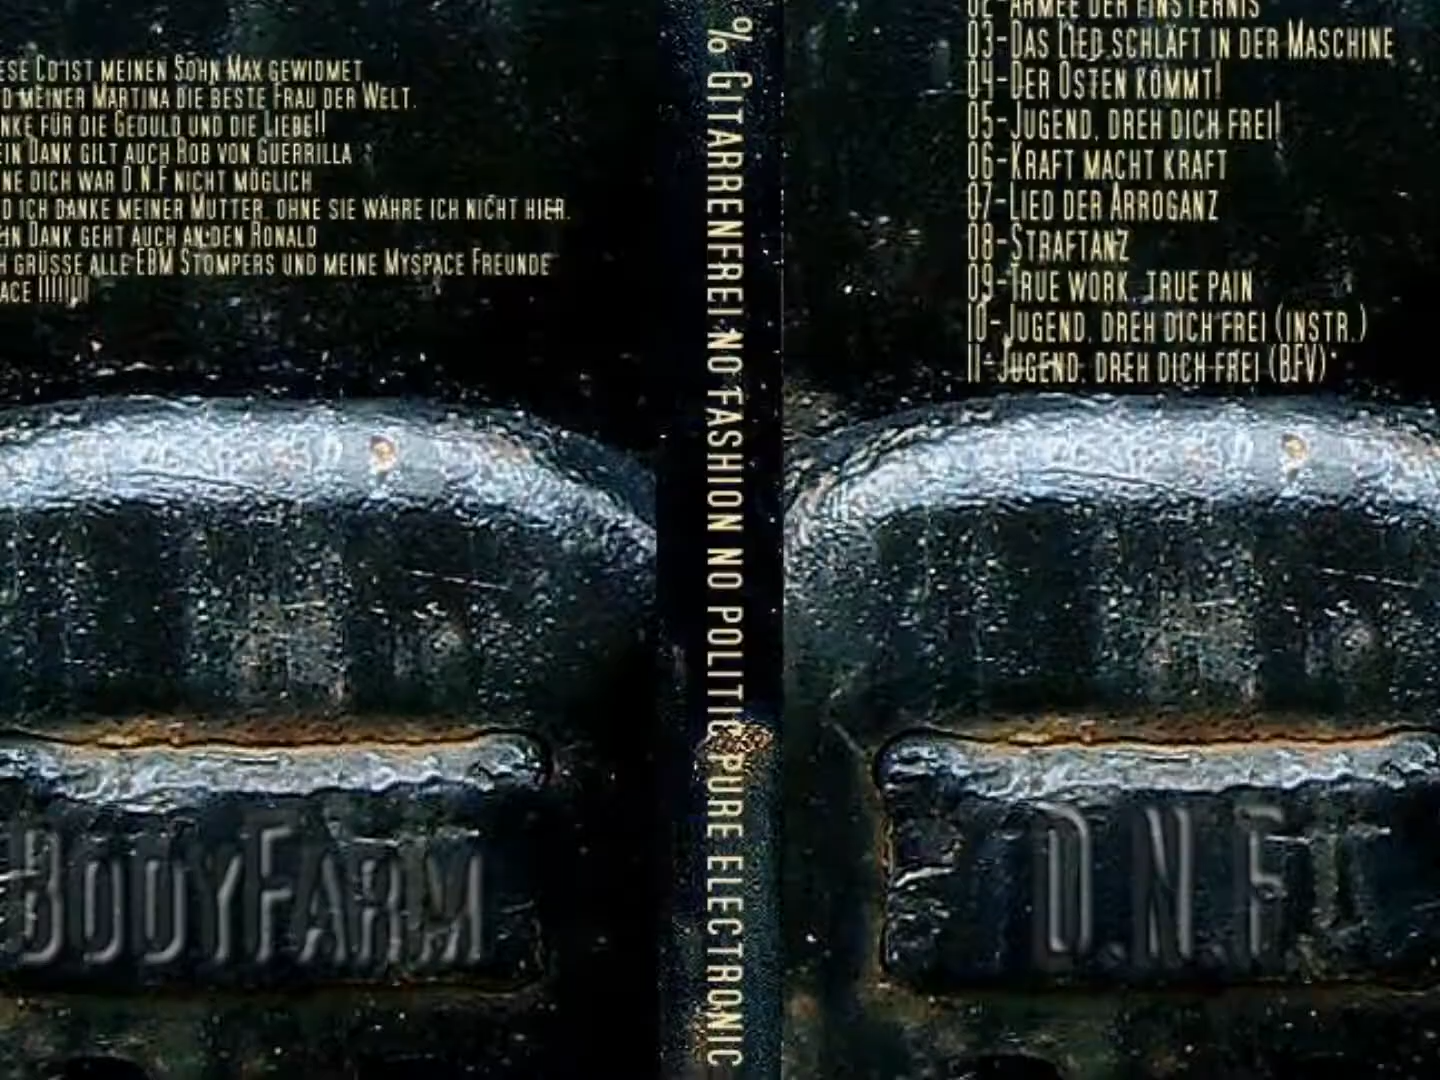 ESE CD IST MEINEN SOHN MAX GEWIDMET
D MEINER MARTINA DIE BESTE FRAU DER WELT.
NKE FÜR DIE GEDULD UND DIE LIEBE!!
EIN DANK GILT AUCH ROB VON GUERRILLA
NE DICH WAR D.N.F NICHT MÖGLICH
D ICH DANKE MEINER MUTTER. OHNE SIE WÄHRE ICH NICHT HIER.
IN DANK GEHT AUCH AN DEN RONALD
H GRÜSSE ALLE EBM STOMPERS UND MEINE MYSPACE FREUNDE
ACE !!!!!!!!
BODYFARM
% GITARRENFREI NO FASHION NO POLITIC PURE ELECTRONIC
02-ARMEE DER FINSTERNIS
03-DAS LIED SCHLÄFT IN DER MASCHINE
04-DER OSTEN KOMMT!
05-JUGEND, DREH DICH FREI!
06-KRAFT MACHT KRAFT
07-LIED DER ARROGANZ
08-STRAFTANZ
09-TRUE WORK, TRUE PAIN
10-JUGEND, DREH DICH FREI (INSTR.)
11-JUGEND, DREH DICH FREI (BFV)
D.N.F.